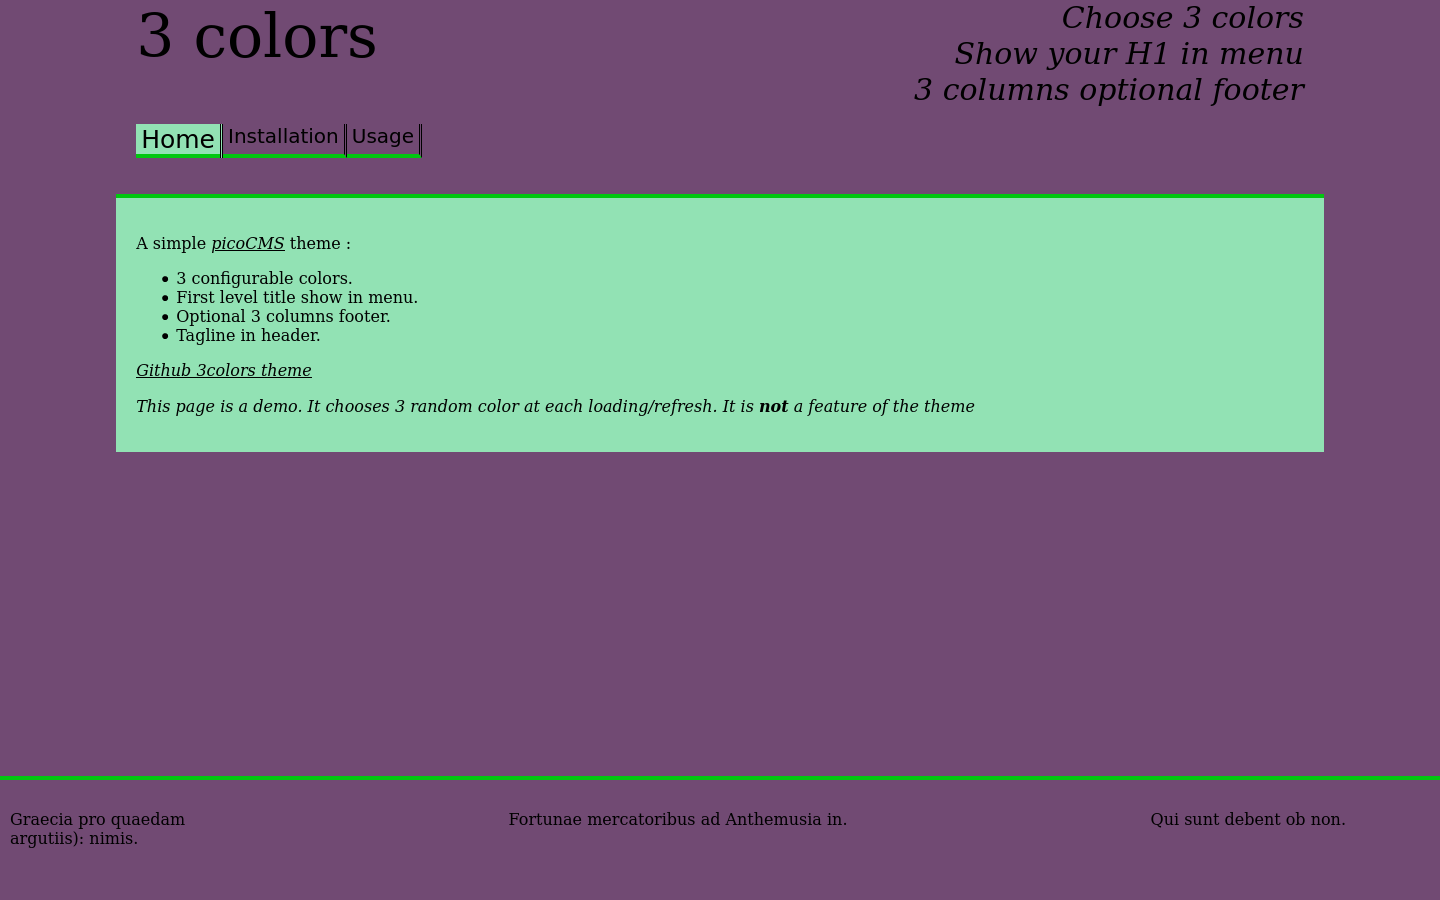 3 colors
Choose 3 colors
Show your H1 in menu
3 columns optional footer
Home Installation Usage
A simple picoCMS theme :
3 configurable colors.
First level title show in menu.
Optional 3 columns footer.
Tagline in header.
Github 3colors theme
This page is a demo. It chooses 3 random color at each loading/refresh. It is not a feature of the theme
Graecia pro quaedam
argutiis): nimis.
Fortunae mercatoribus ad Anthemusia in.
Qui sunt debent ob non.